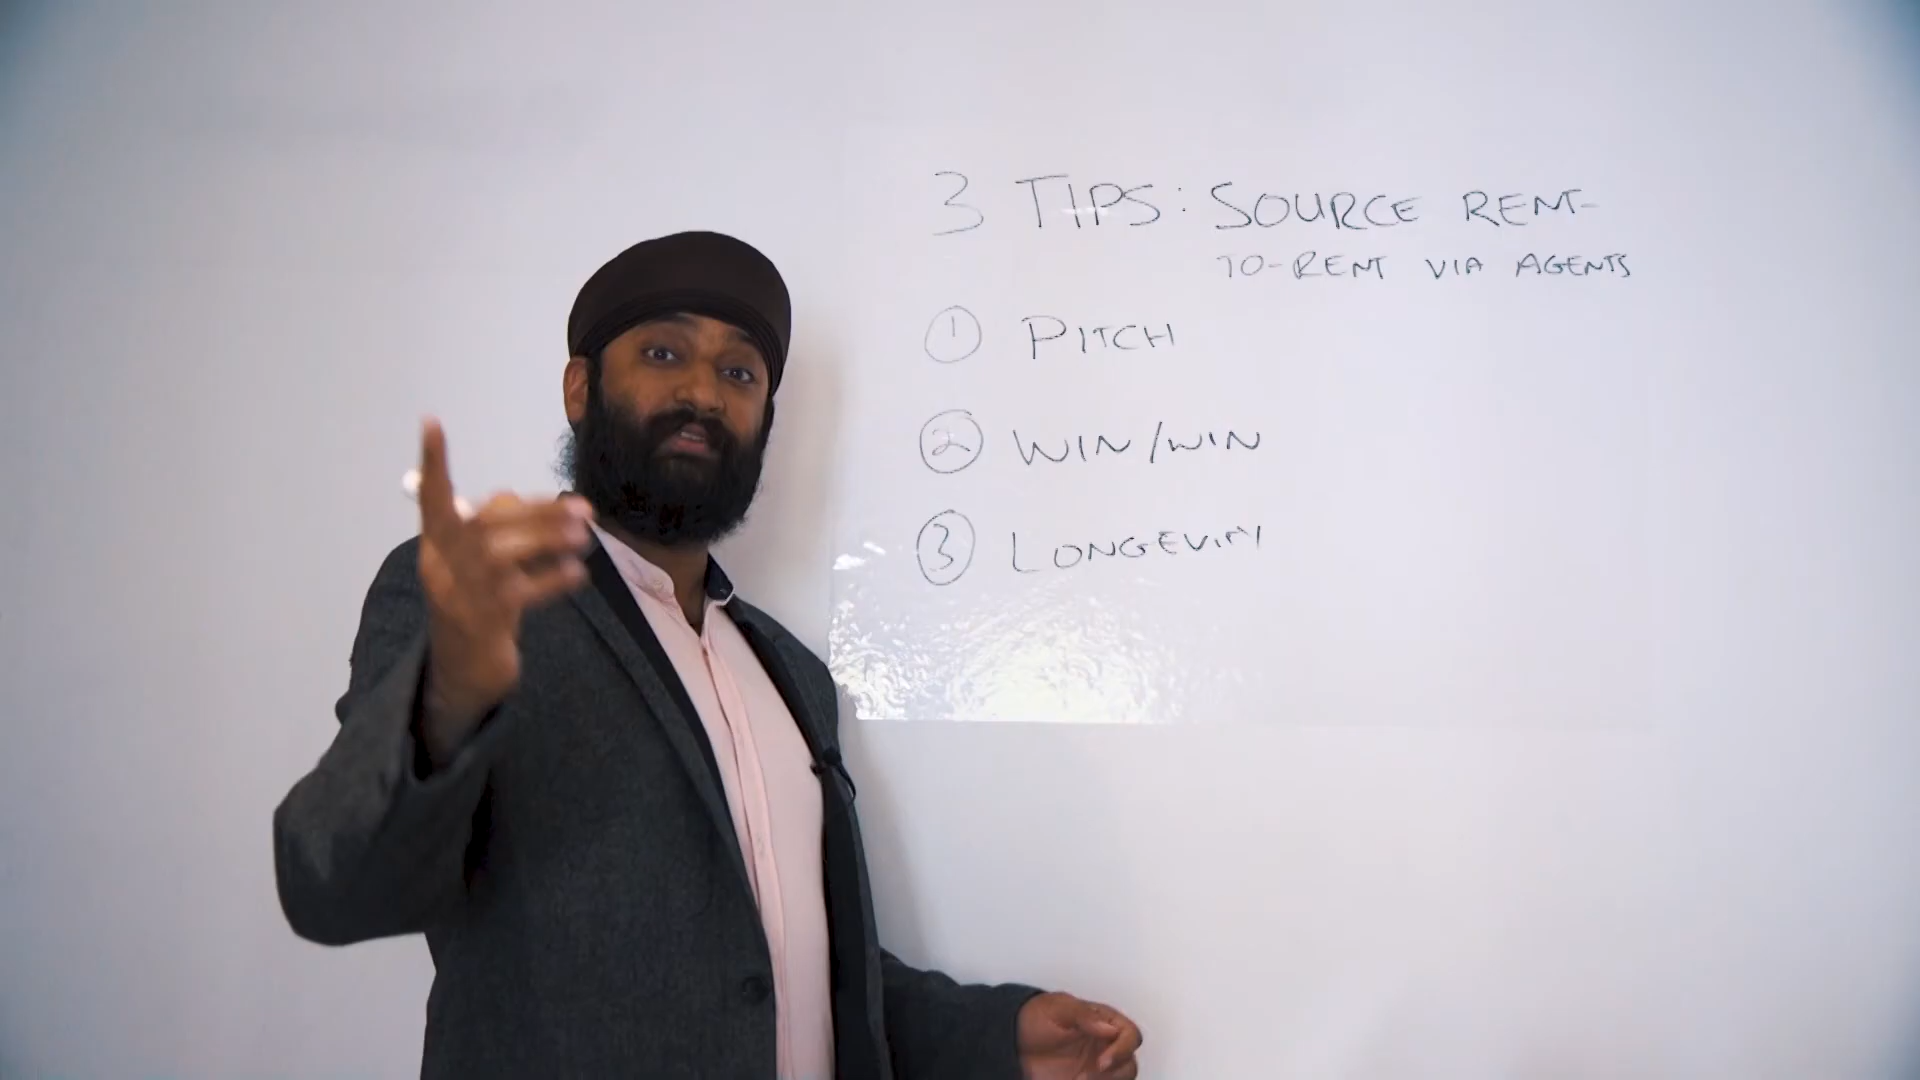 3 TIPS: SOURCE RENT-
TO-RENT VIA AGENTS
1 PITCH
2 WIN/WIN
3 LONGEVITY